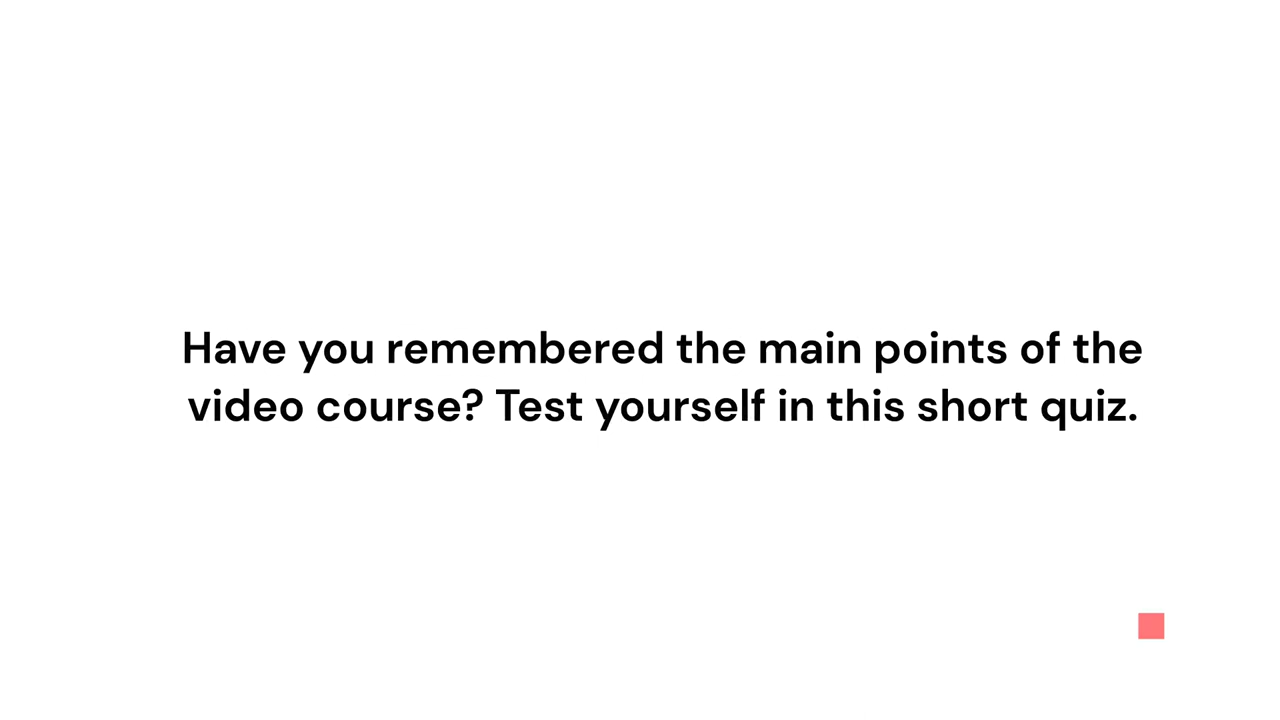 Have you remembered the main points of the
video course? Test yourself in this short quiz.